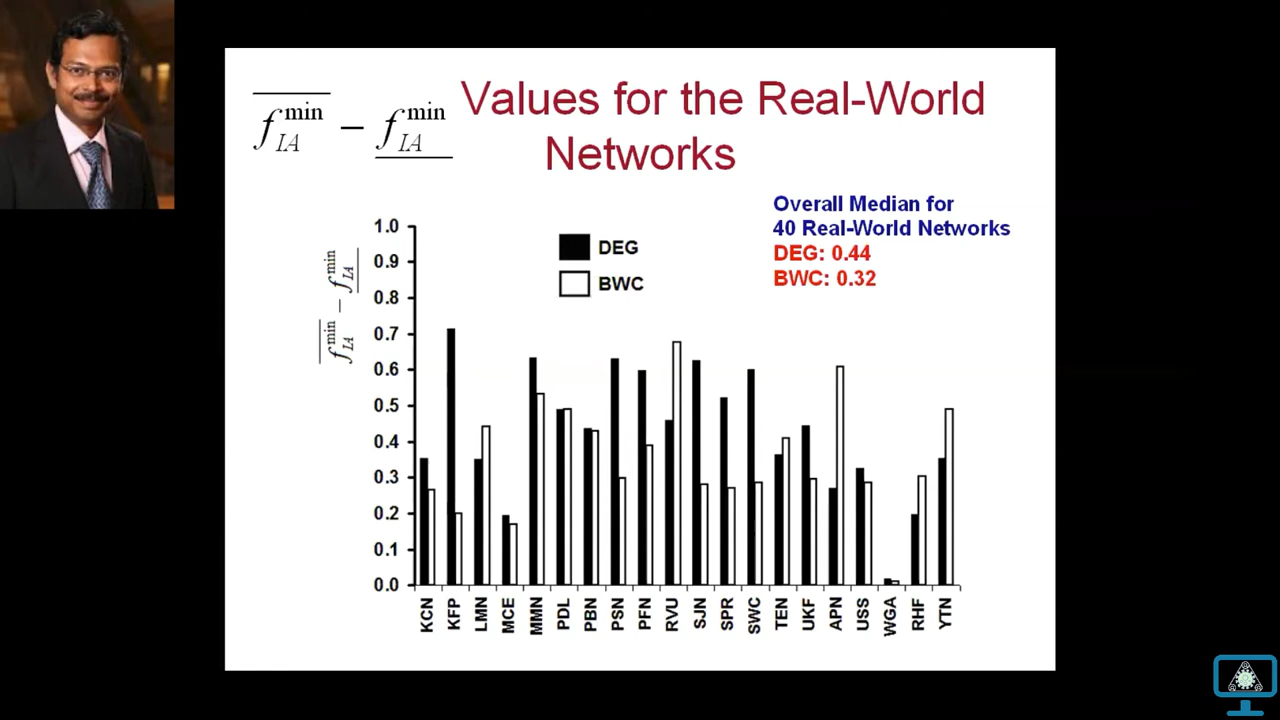 f̅_IA^min − f̲_IA^min Values for the Real-World
Networks
Overall Median for
40 Real-World Networks
DEG: 0.44
BWC: 0.32
DEG
BWC
f̅_IA^min − f̲_IA^min
1.0
0.9
0.8
0.7
0.6
0.5
0.4
0.3
0.2
0.1
0.0
KCN KFP LMN MCE MMN PDL PBN PSN PFN RVU SJN SPR SWC TEN UKF APN USS WGA RHF YTN